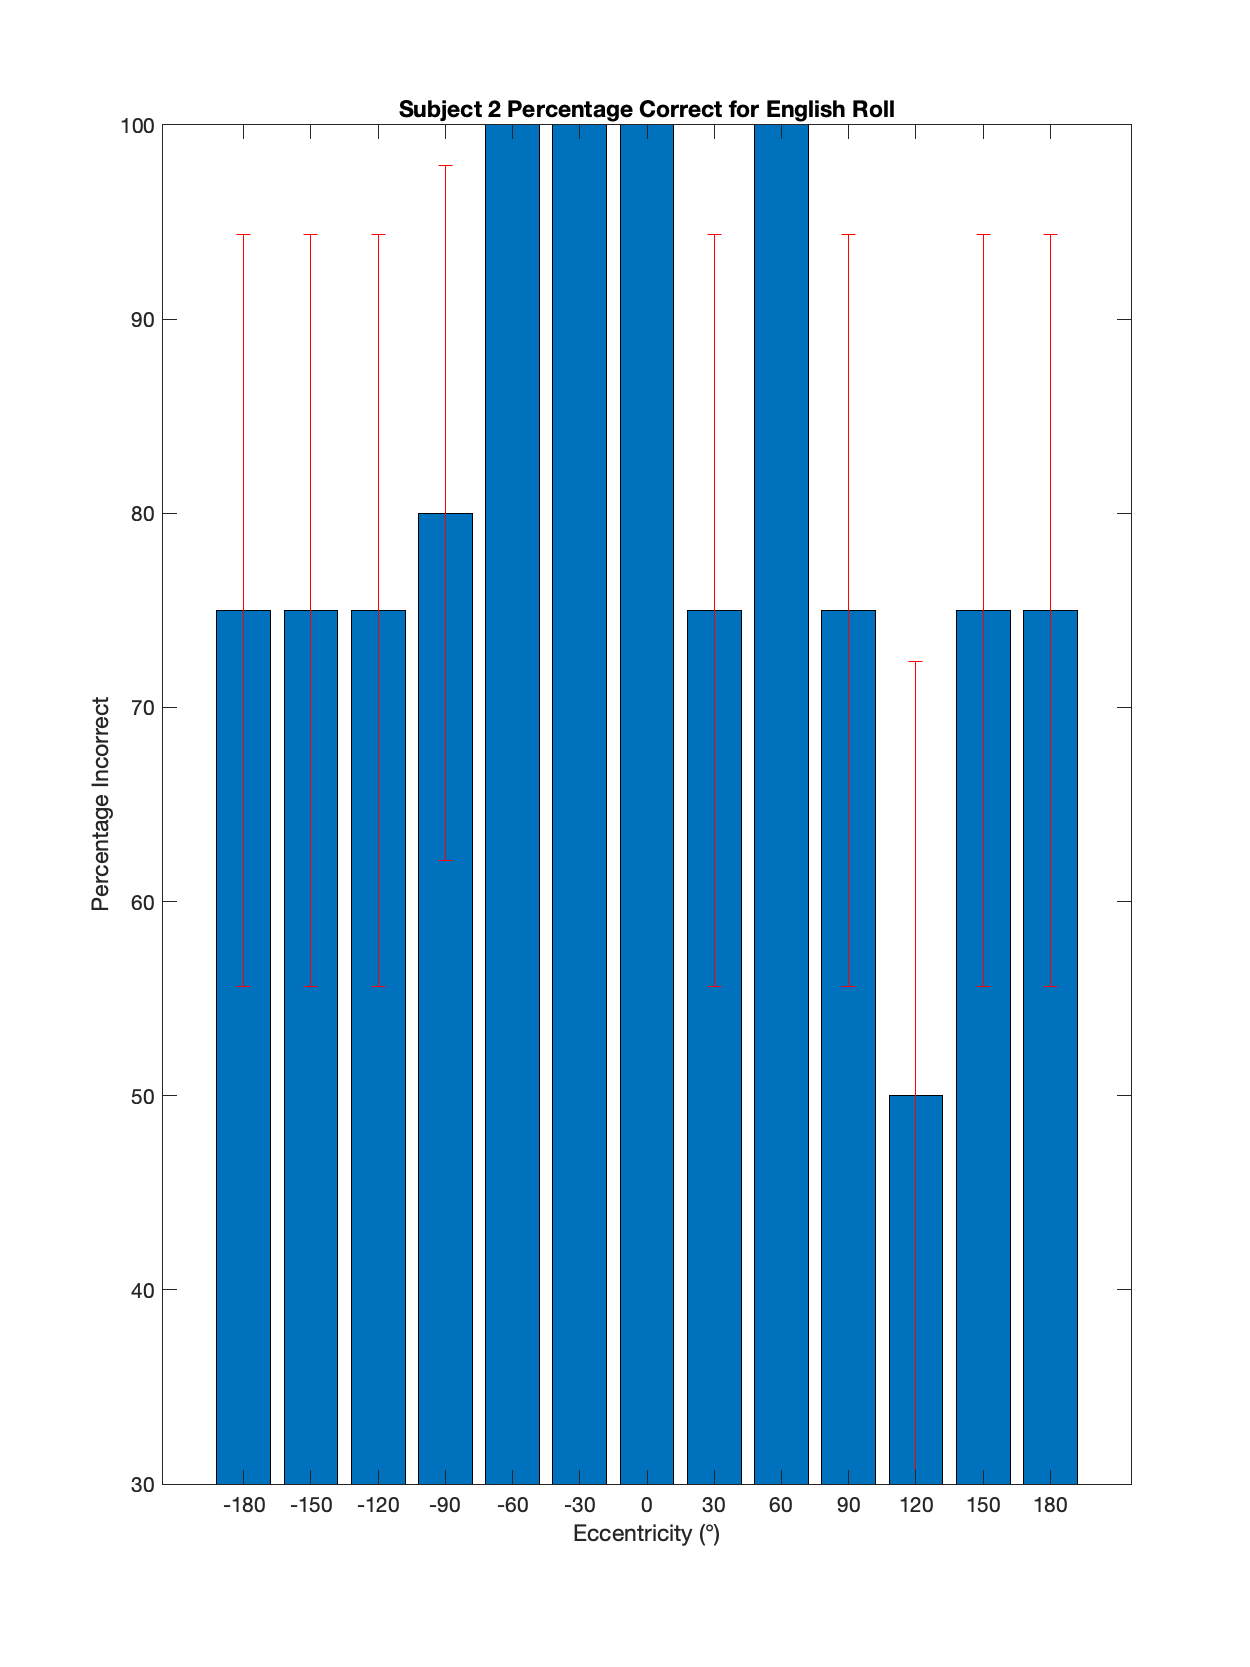 Subject 2 Percentage Correct for English Roll
100
90
80
70
60
50
40
30
Percentage Incorrect
-180 -150 -120 -90 -60 -30 0 30 60 90 120 150 180
Eccentricity (°)